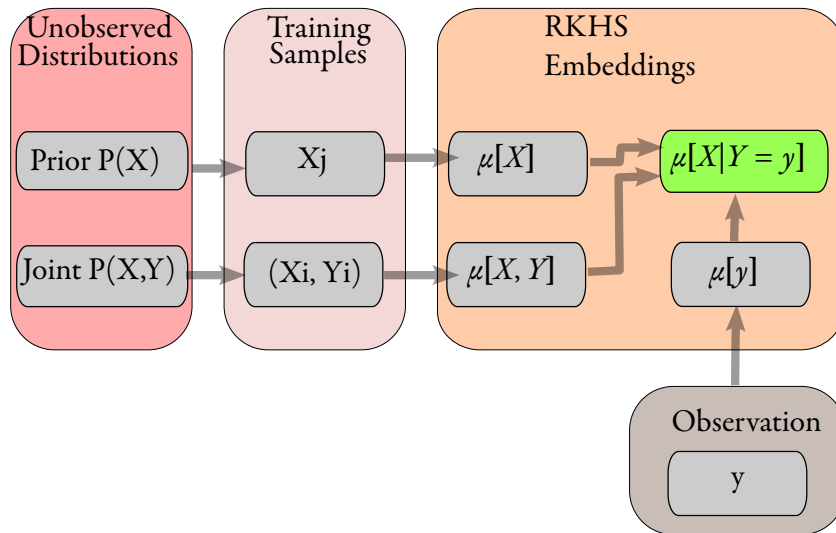 Unobserved
Distributions
Training
Samples
RKHS
Embeddings
Prior P(X)
Xj
μ[X]
μ[X|Y = y]
Joint P(X,Y)
(Xi, Yi)
μ[X, Y]
μ[y]
Observation
y